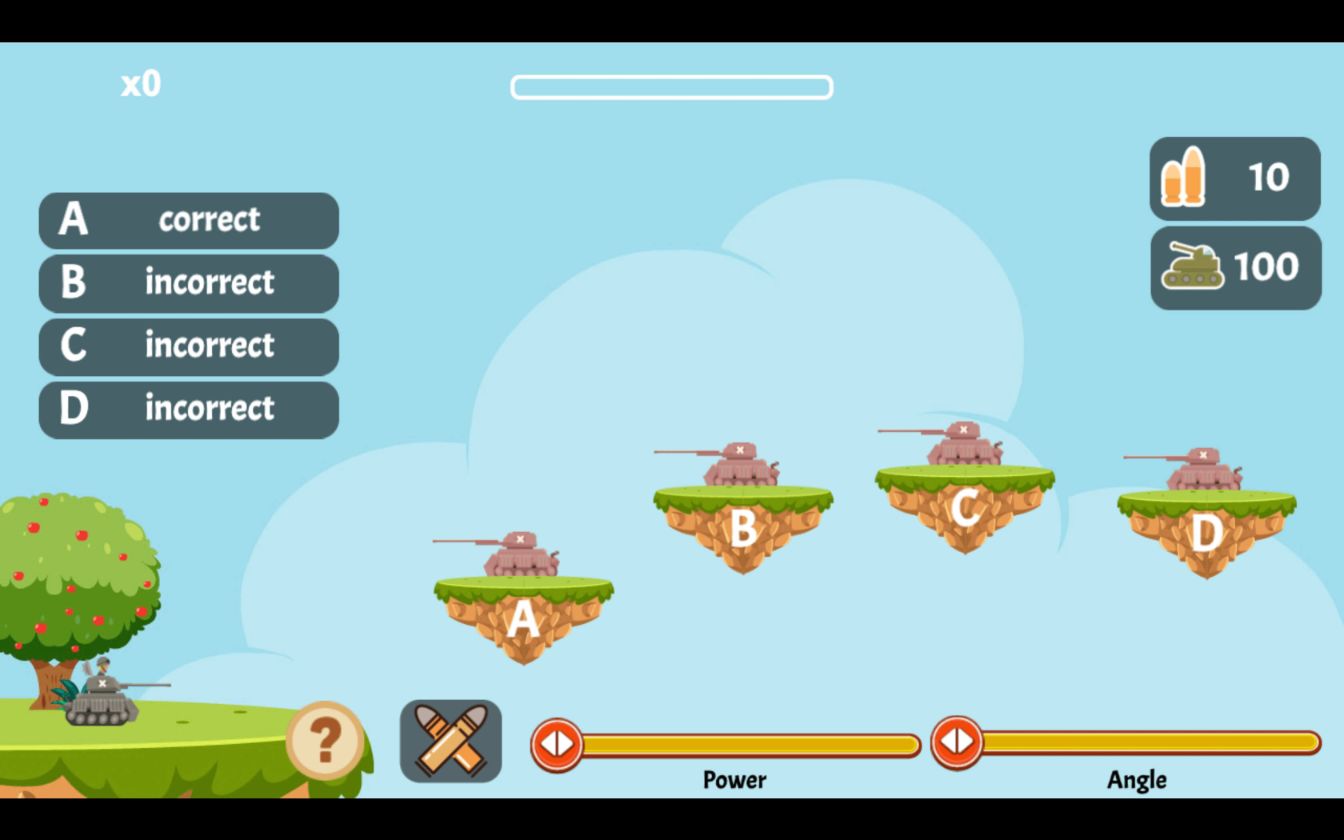 x0
10
100
A correct
B incorrect
C incorrect
D incorrect
A
B
C
D
?
Power
Angle